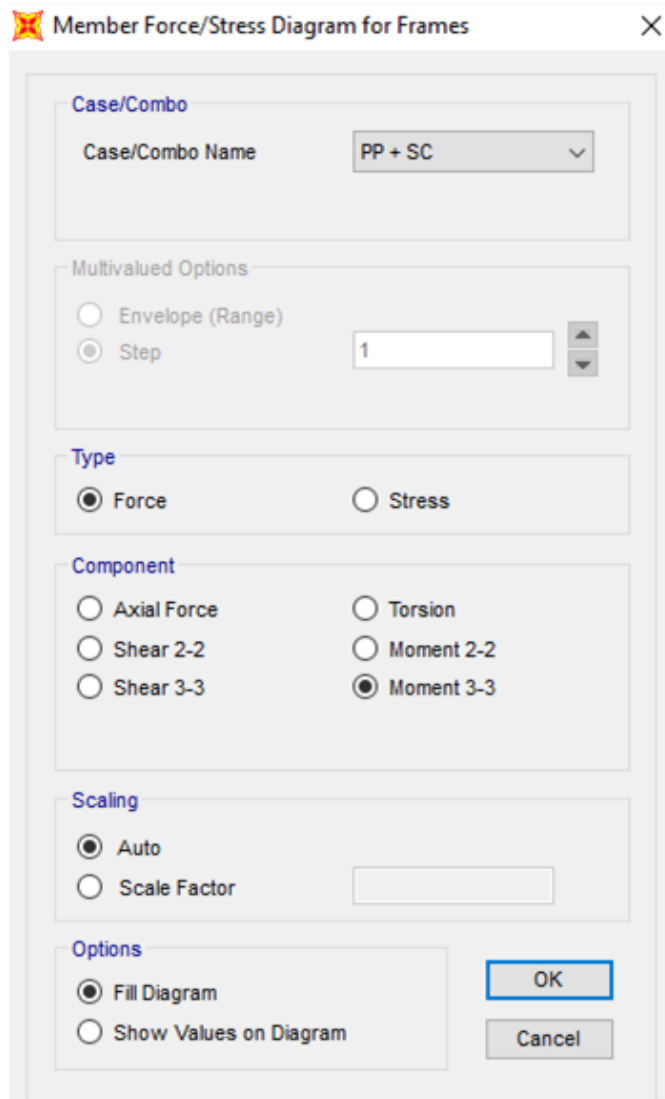 Member Force/Stress Diagram for Frames
Case/Combo
Case/Combo Name PP + SC
Multivalued Options
Envelope (Range)
Step 1
Type
Force Stress
Component
Axial Force Torsion
Shear 2-2 Moment 2-2
Shear 3-3 Moment 3-3
Scaling
Auto
Scale Factor
Options
Fill Diagram OK
Show Values on Diagram Cancel